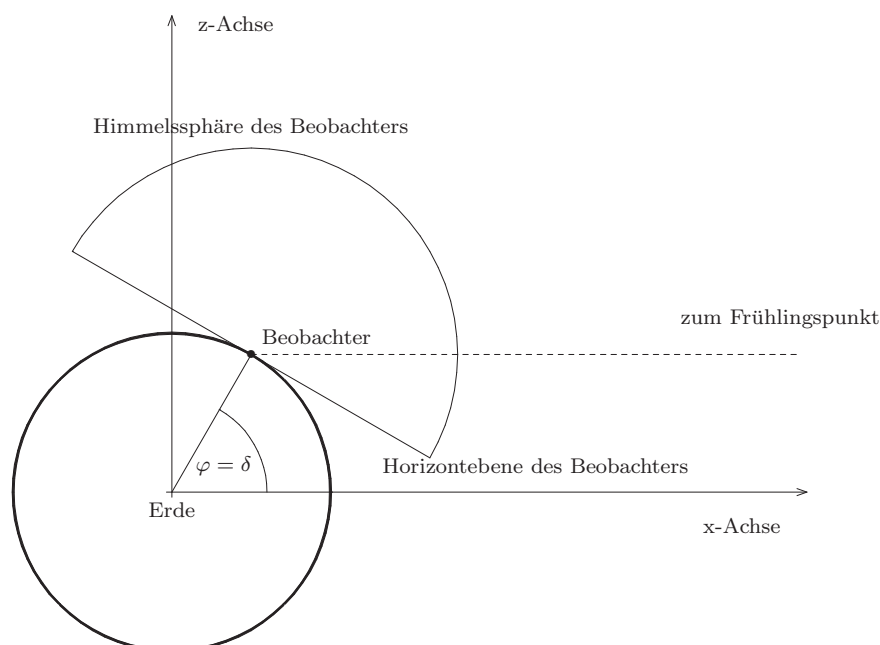 z-Achse
Himmelssphäre des Beobachters
zum Frühlingspunkt
Beobachter
φ = δ
Horizontebene des Beobachters
Erde
x-Achse